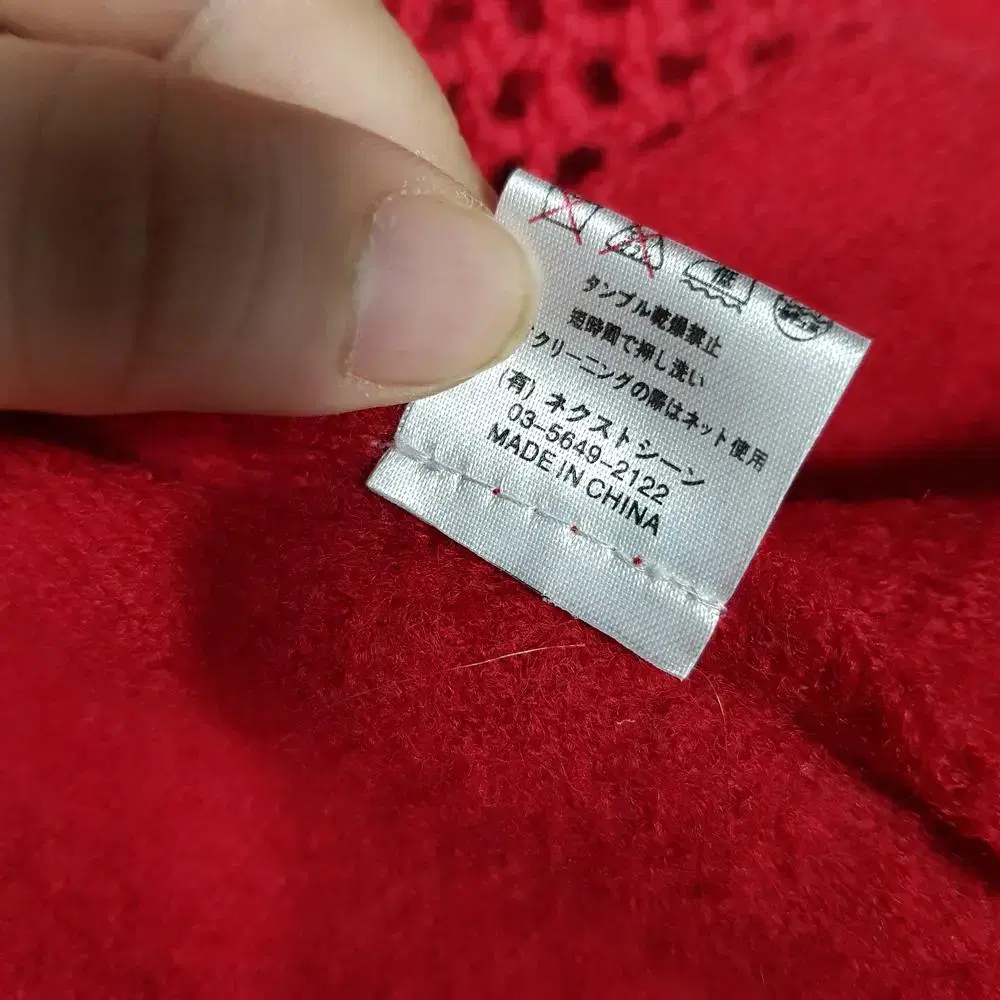 低
タンブル乾燥禁止
短時間で押し洗い
クリーニングの際はネット使用
(有) ネクストシーン
03-5649-2122
MADE IN CHINA